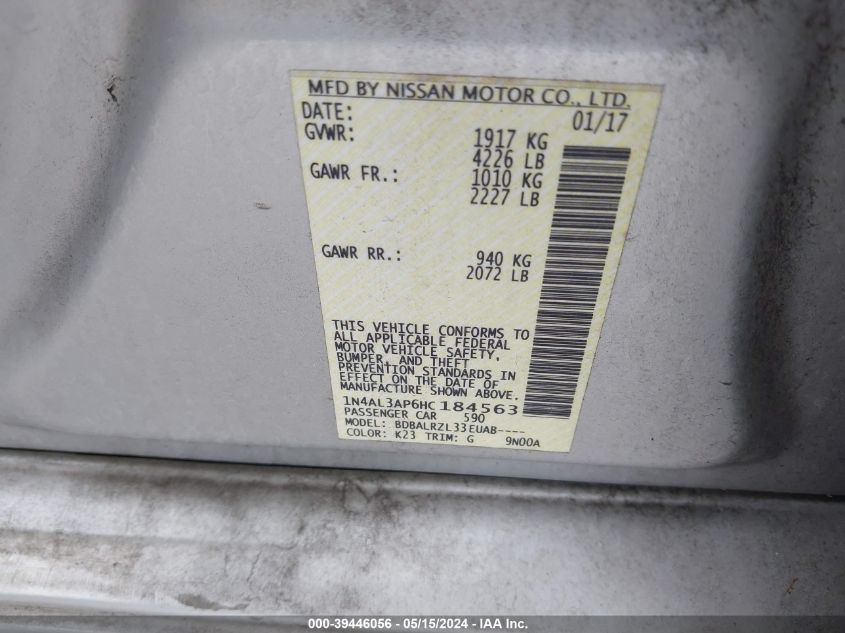 MFD BY NISSAN MOTOR CO., LTD.
DATE: 01/17
GVWR: 1917 KG
4226 LB
GAWR FR.: 1010 KG
2227 LB
GAWR RR.: 940 KG
2072 LB
THIS VEHICLE CONFORMS TO
ALL APPLICABLE FEDERAL
MOTOR VEHICLE SAFETY,
BUMPER, AND THEFT
PREVENTION STANDARDS IN
EFFECT ON THE DATE OF
MANUFACTURE SHOWN ABOVE.
1N4AL3AP6HC184563
PASSENGER CAR 590
MODEL: BDBALRZL33EUAB----
COLOR: K23 TRIM: G 9N00A
000-39446056 - 05/15/2024 - IAA Inc.